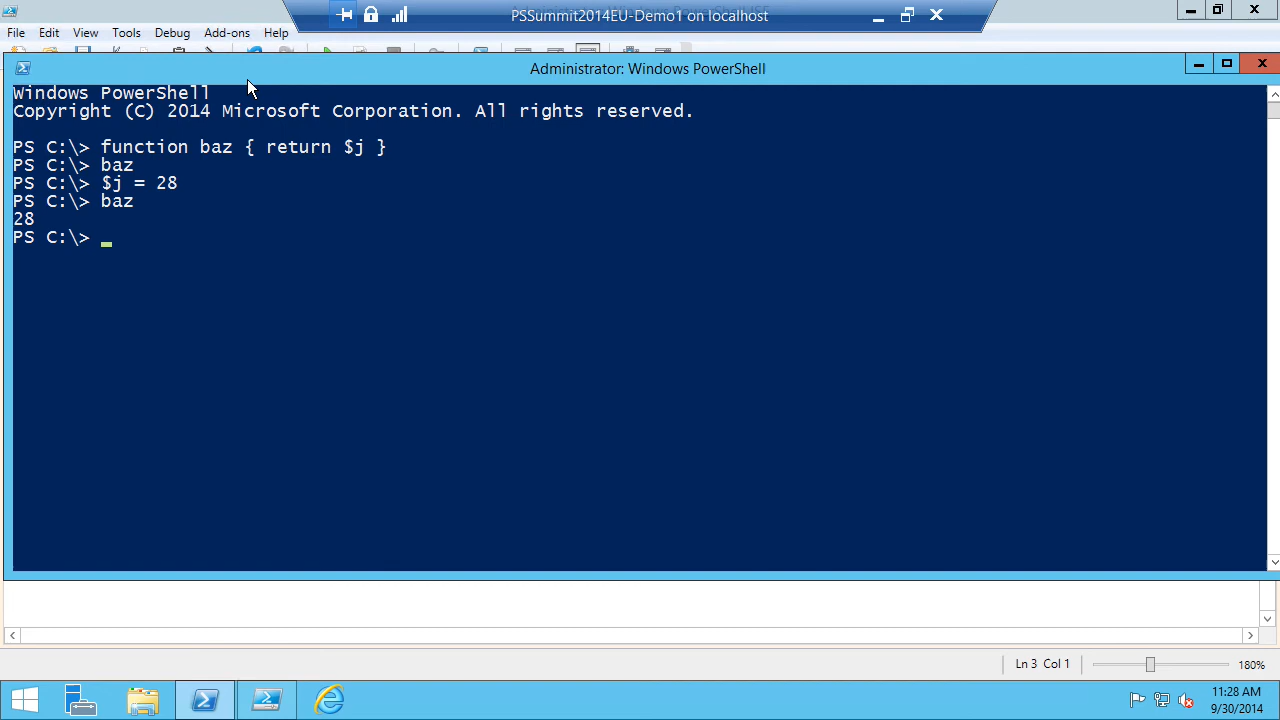 PSSummit2014EU-Demo1 on localhost
File Edit View Tools Debug Add-ons Help
Administrator: Windows PowerShell
Windows PowerShell
Copyright (C) 2014 Microsoft Corporation. All rights reserved.
PS C:\> function baz { return $j }
PS C:\> baz
PS C:\> $j = 28
PS C:\> baz
28
PS C:\> _
Ln 3 Col 1 180%
11:28 AM
9/30/2014